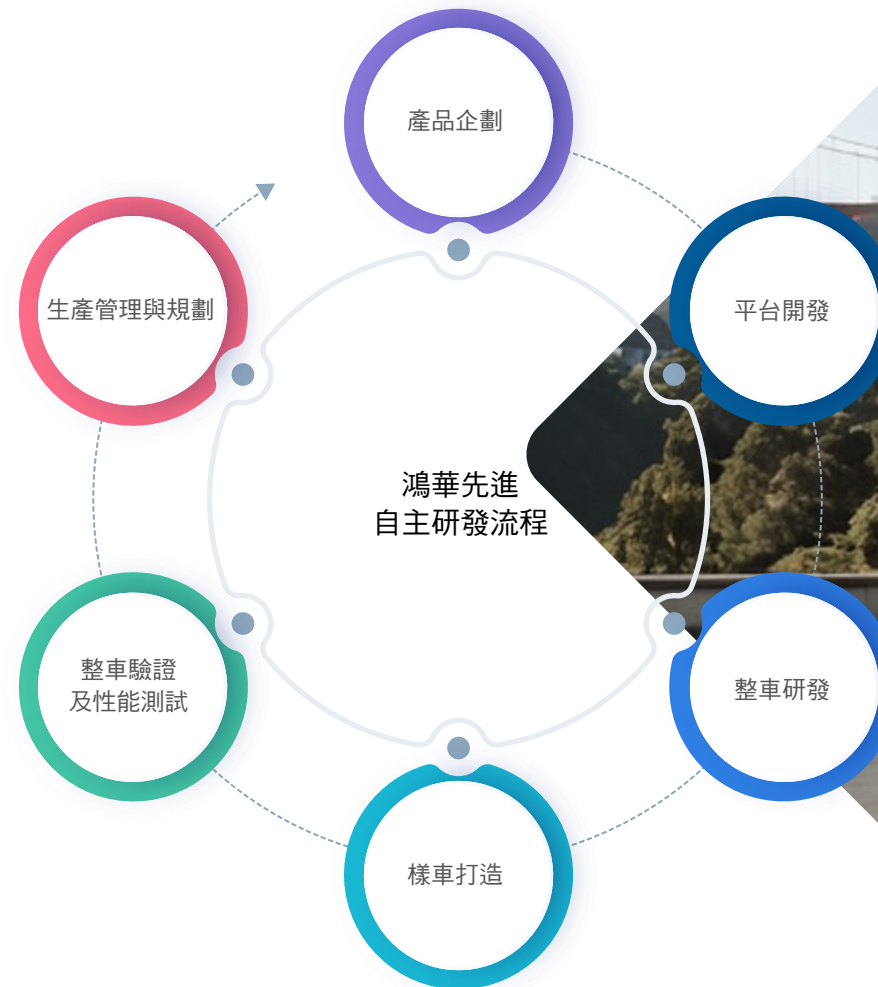 產品企劃
平台開發
整車研發
樣車打造
整車驗證
及性能測試
生產管理與規劃
鴻華先進
自主研發流程